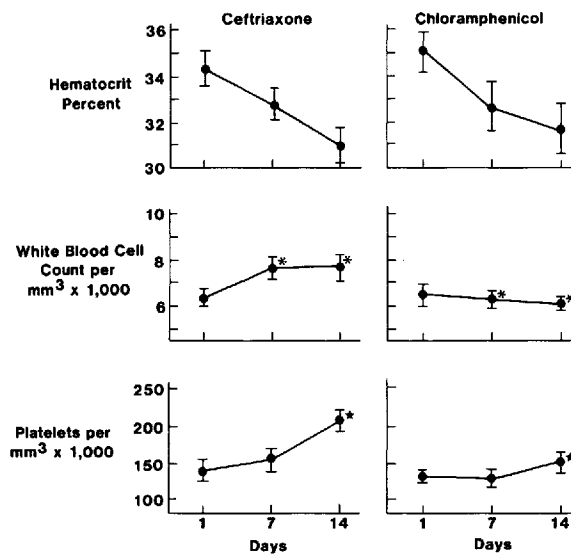 Ceftriaxone
Chloramphenicol
Hematocrit
Percent
34
32
31
30
White Blood Cell
Count per
mm³ x 1,000
10
8
6
*
*
*
*
Platelets per
mm³ x 1,000
250
200
150
100
★
★
1
7
14
1
7
14
Days
Days